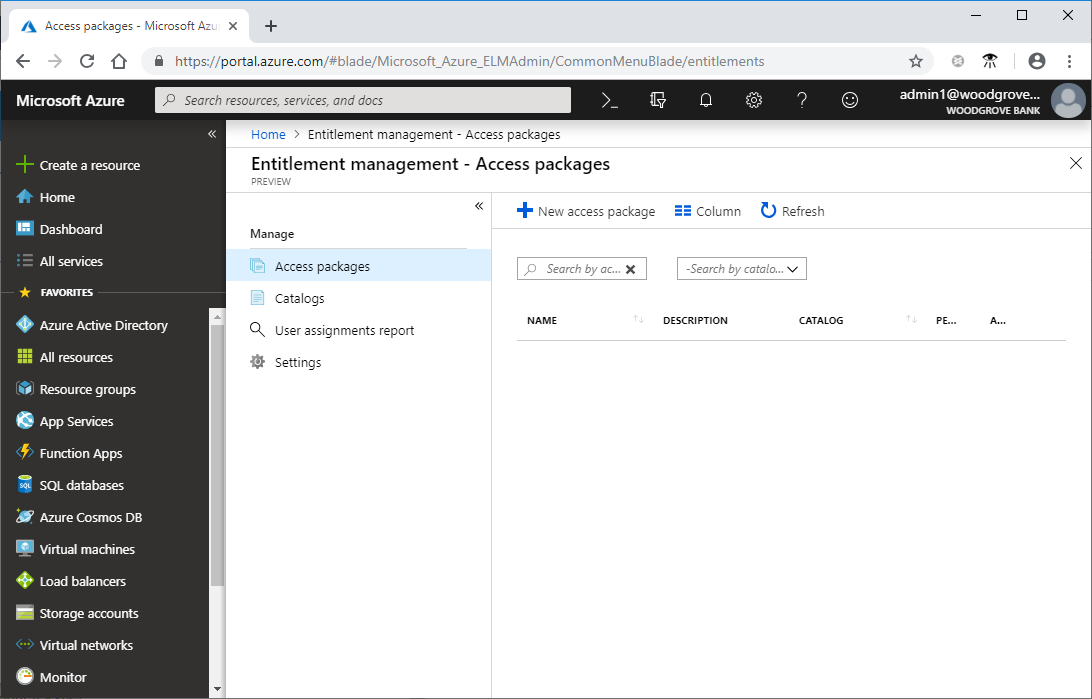 Access packages - Microsoft Azu
https://portal.azure.com/#blade/Microsoft_Azure_ELMAdmin/CommonMenuBlade/entitlements
Microsoft Azure
Search resources, services, and docs
admin1@woodgrove...
WOODGROVE BANK
Create a resource
Home
Dashboard
All services
FAVORITES
Azure Active Directory
All resources
Resource groups
App Services
Function Apps
SQL databases
Azure Cosmos DB
Virtual machines
Load balancers
Storage accounts
Virtual networks
Monitor
Home > Entitlement management - Access packages
Entitlement management - Access packages
PREVIEW
Manage
Access packages
Catalogs
User assignments report
Settings
New access package Column Refresh
Search by ac... -Search by catalo...
NAME DESCRIPTION CATALOG PE... A...